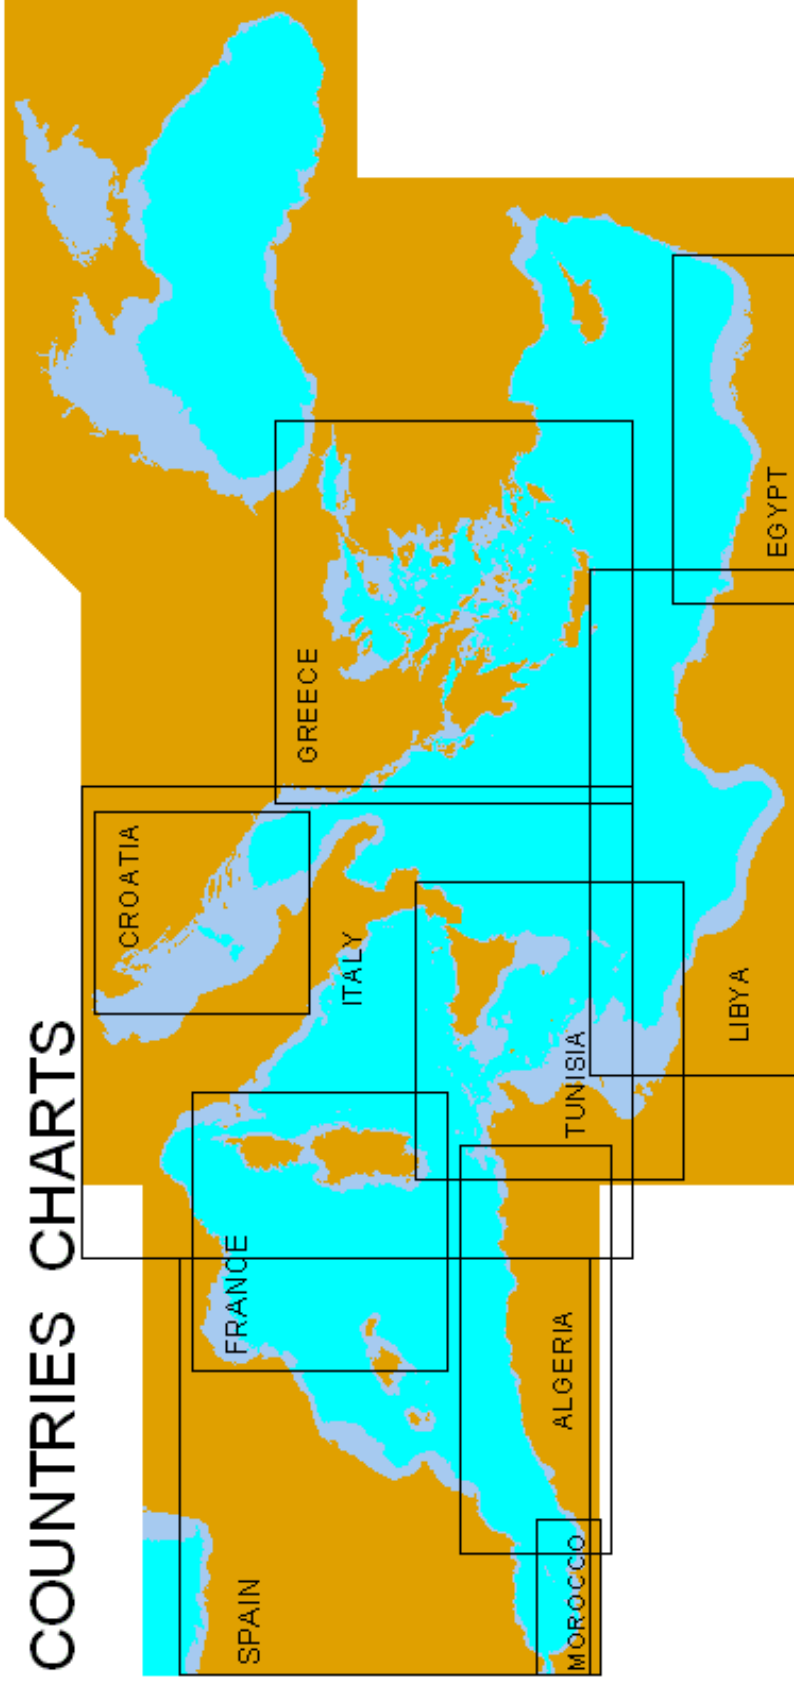 COUNTRIES CHARTS
CROATIA
GREECE
ITALY
FRANCE
SPAIN
TUNISIA
ALGERIA
MOROCCO
LIBYA
EGYPT